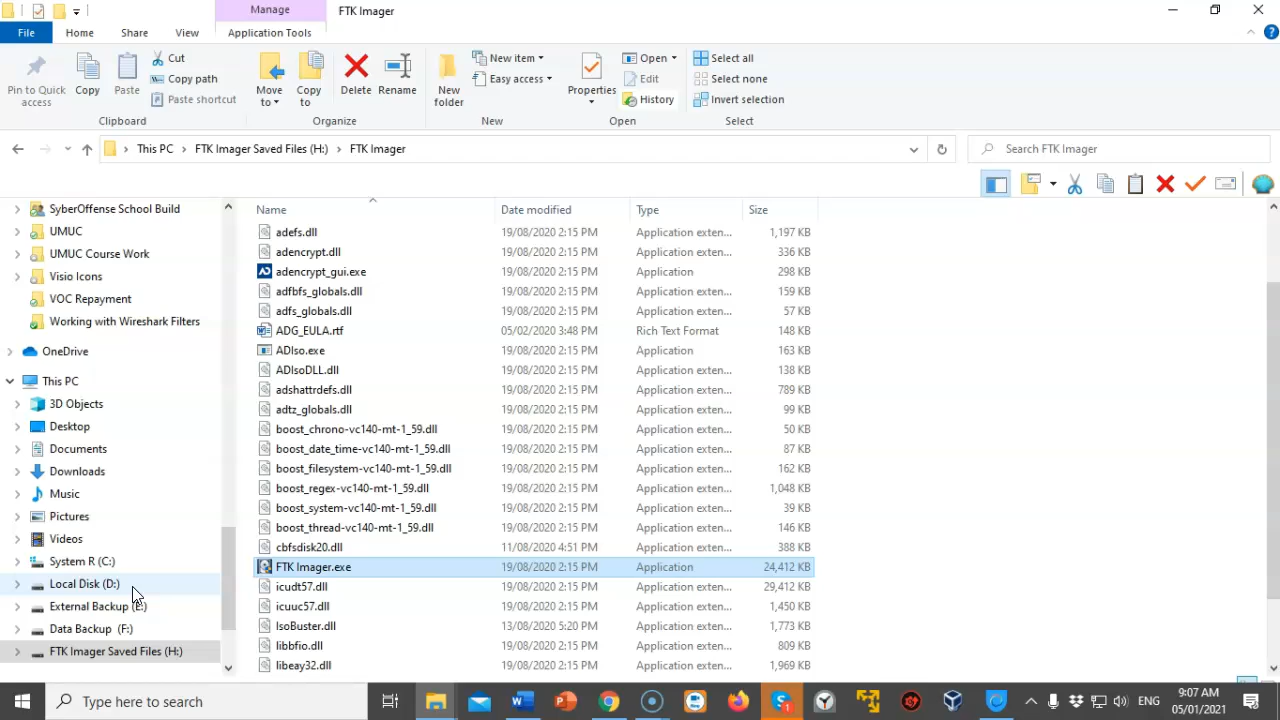 Manage
FTK Imager
File
Home
Share
View
Application Tools
Pin to Quick access
Copy
Paste
Cut
Copy path
Paste shortcut
Move to
Copy to
Delete
Rename
New folder
New item
Easy access
Properties
Open
Edit
History
Select all
Select none
Invert selection
Clipboard
Organize
New
Open
Select
This PC > FTK Imager Saved Files (H:) > FTK Imager
Search FTK Imager
SyberOffense School Build
UMUC
UMUC Course Work
Visio Icons
VOC Repayment
Working with Wireshark Filters
OneDrive
This PC
3D Objects
Desktop
Documents
Downloads
Music
Pictures
Videos
System R (C:)
Local Disk (D:)
External Backup (E:)
Data Backup (F:)
FTK Imager Saved Files (H:)
Name Date modified Type Size
adefs.dll 19/08/2020 2:15 PM Application exten... 1,197 KB
adencrypt.dll 19/08/2020 2:15 PM Application exten... 336 KB
adencrypt_gui.exe 19/08/2020 2:15 PM Application 298 KB
adfbfs_globals.dll 19/08/2020 2:15 PM Application exten... 159 KB
adfs_globals.dll 19/08/2020 2:15 PM Application exten... 57 KB
ADG_EULA.rtf 05/02/2020 3:48 PM Rich Text Format 148 KB
ADIso.exe 19/08/2020 2:15 PM Application 163 KB
ADIsoDLL.dll 19/08/2020 2:15 PM Application exten... 138 KB
adshattrdefs.dll 19/08/2020 2:15 PM Application exten... 789 KB
adtz_globals.dll 19/08/2020 2:15 PM Application exten... 99 KB
boost_chrono-vc140-mt-1_59.dll 19/08/2020 2:15 PM Application exten... 50 KB
boost_date_time-vc140-mt-1_59.dll 19/08/2020 2:15 PM Application exten... 87 KB
boost_filesystem-vc140-mt-1_59.dll 19/08/2020 2:15 PM Application exten... 162 KB
boost_regex-vc140-mt-1_59.dll 19/08/2020 2:15 PM Application exten... 1,048 KB
boost_system-vc140-mt-1_59.dll 19/08/2020 2:15 PM Application exten... 39 KB
boost_thread-vc140-mt-1_59.dll 19/08/2020 2:15 PM Application exten... 146 KB
cbfsdisk20.dll 11/08/2020 4:51 PM Application exten... 388 KB
FTK Imager.exe 19/08/2020 2:15 PM Application 24,412 KB
icudt57.dll 19/08/2020 2:15 PM Application exten... 29,412 KB
icuuc57.dll 19/08/2020 2:15 PM Application exten... 1,450 KB
IsoBuster.dll 13/08/2020 5:20 PM Application exten... 1,773 KB
libbfio.dll 19/08/2020 2:15 PM Application exten... 809 KB
libeay32.dll 19/08/2020 2:15 PM Application exten... 1,969 KB
Type here to search
ENG
9:07 AM
05/01/2021